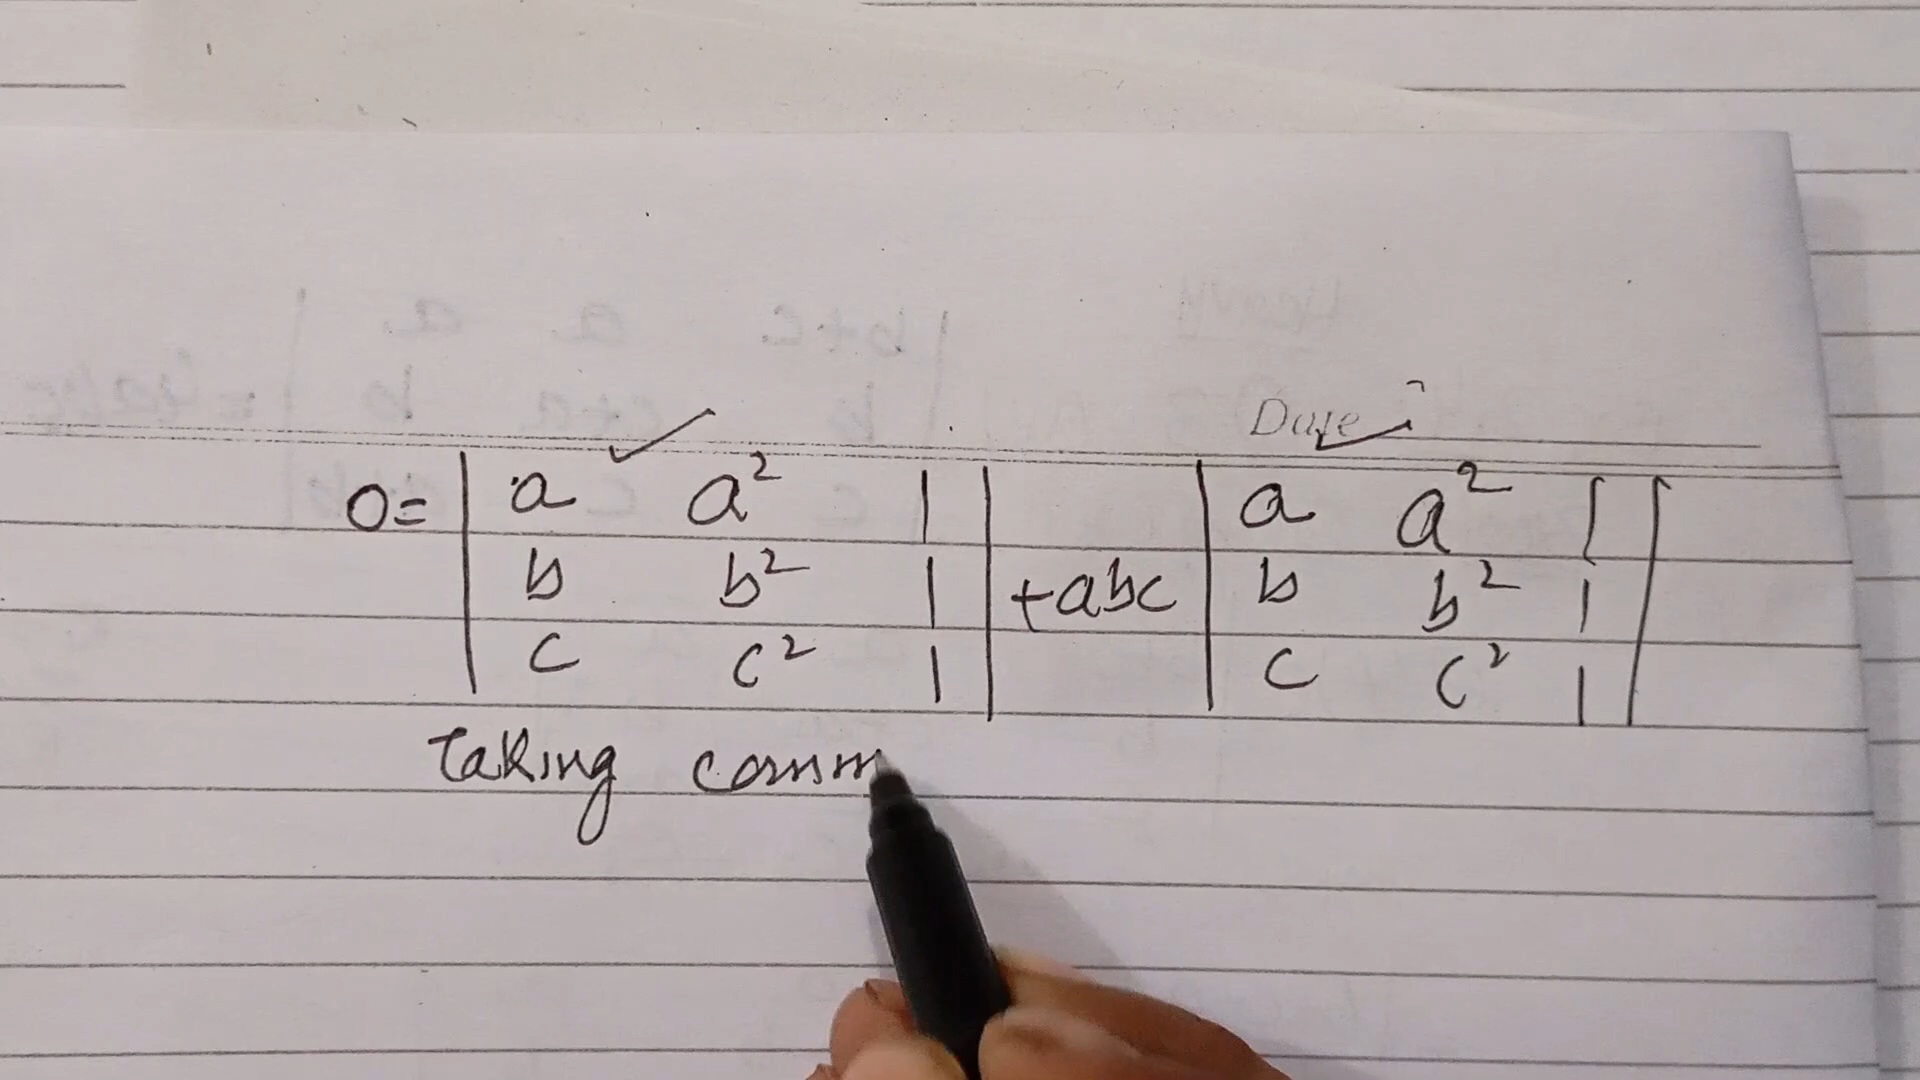 Date
0 = | a a² 1 | | a a² 1 |
| b b² 1 | + abc | b b² 1 |
| c c² 1 | | c c² 1 |
Taking comm